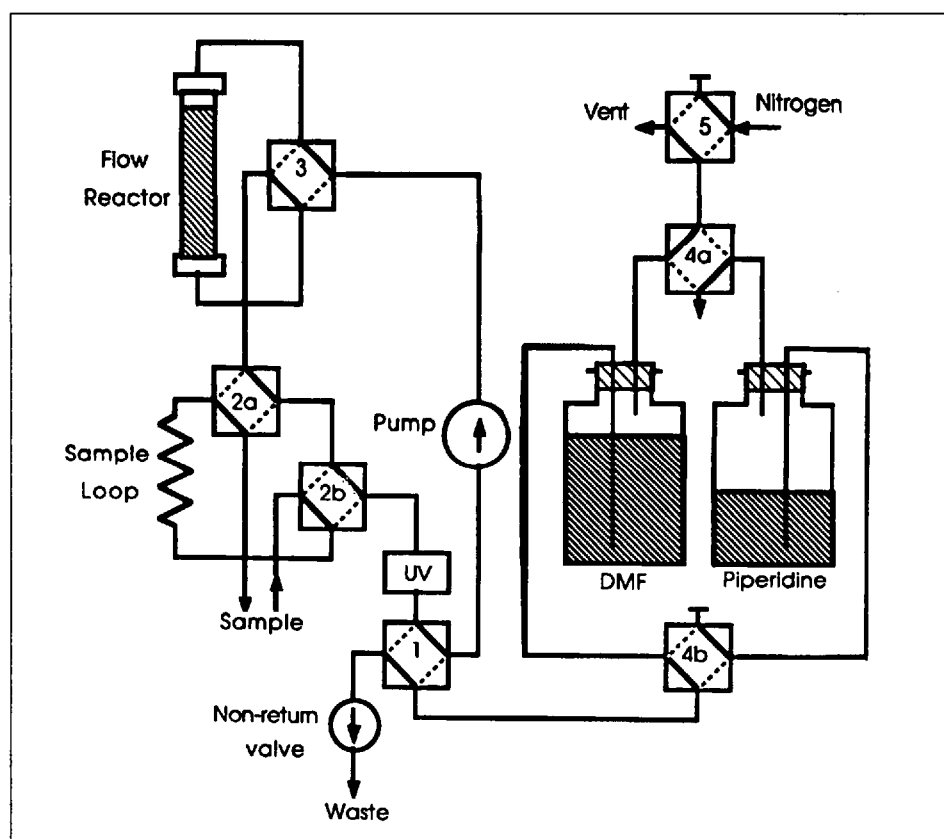 Vent
Nitrogen
5
3
Flow
Reactor
4a
2a
Pump
Sample
Loop
2b
UV
DMF
Piperidine
Sample
1
4b
Non-return
valve
Waste